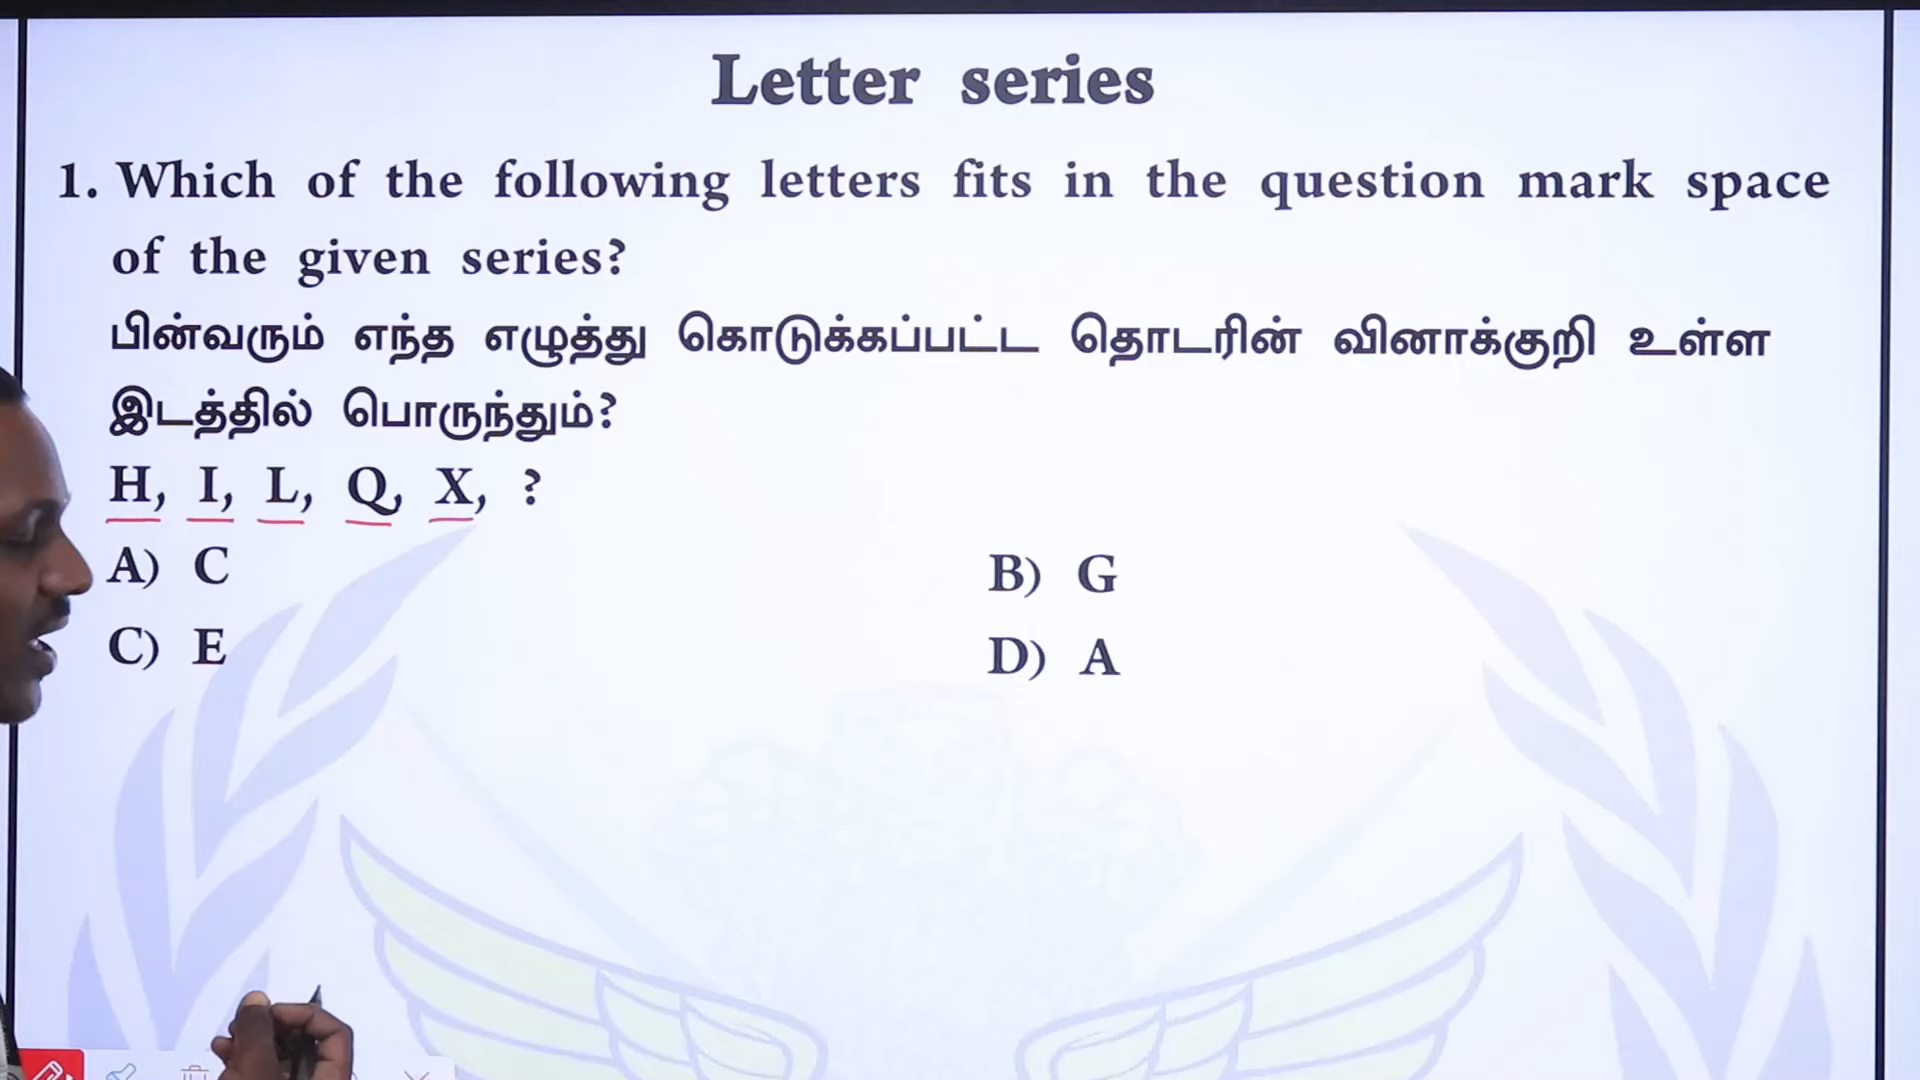 Letter series
1. Which of the following letters fits in the question mark space
of the given series?
பின்வரும் எந்த எழுத்து கொடுக்கப்பட்ட தொடரின் வினாக்குறி உள்ள
இடத்தில் பொருந்தும்?
H, I, L, Q, X, ?
A) C
B) G
C) E
D) A